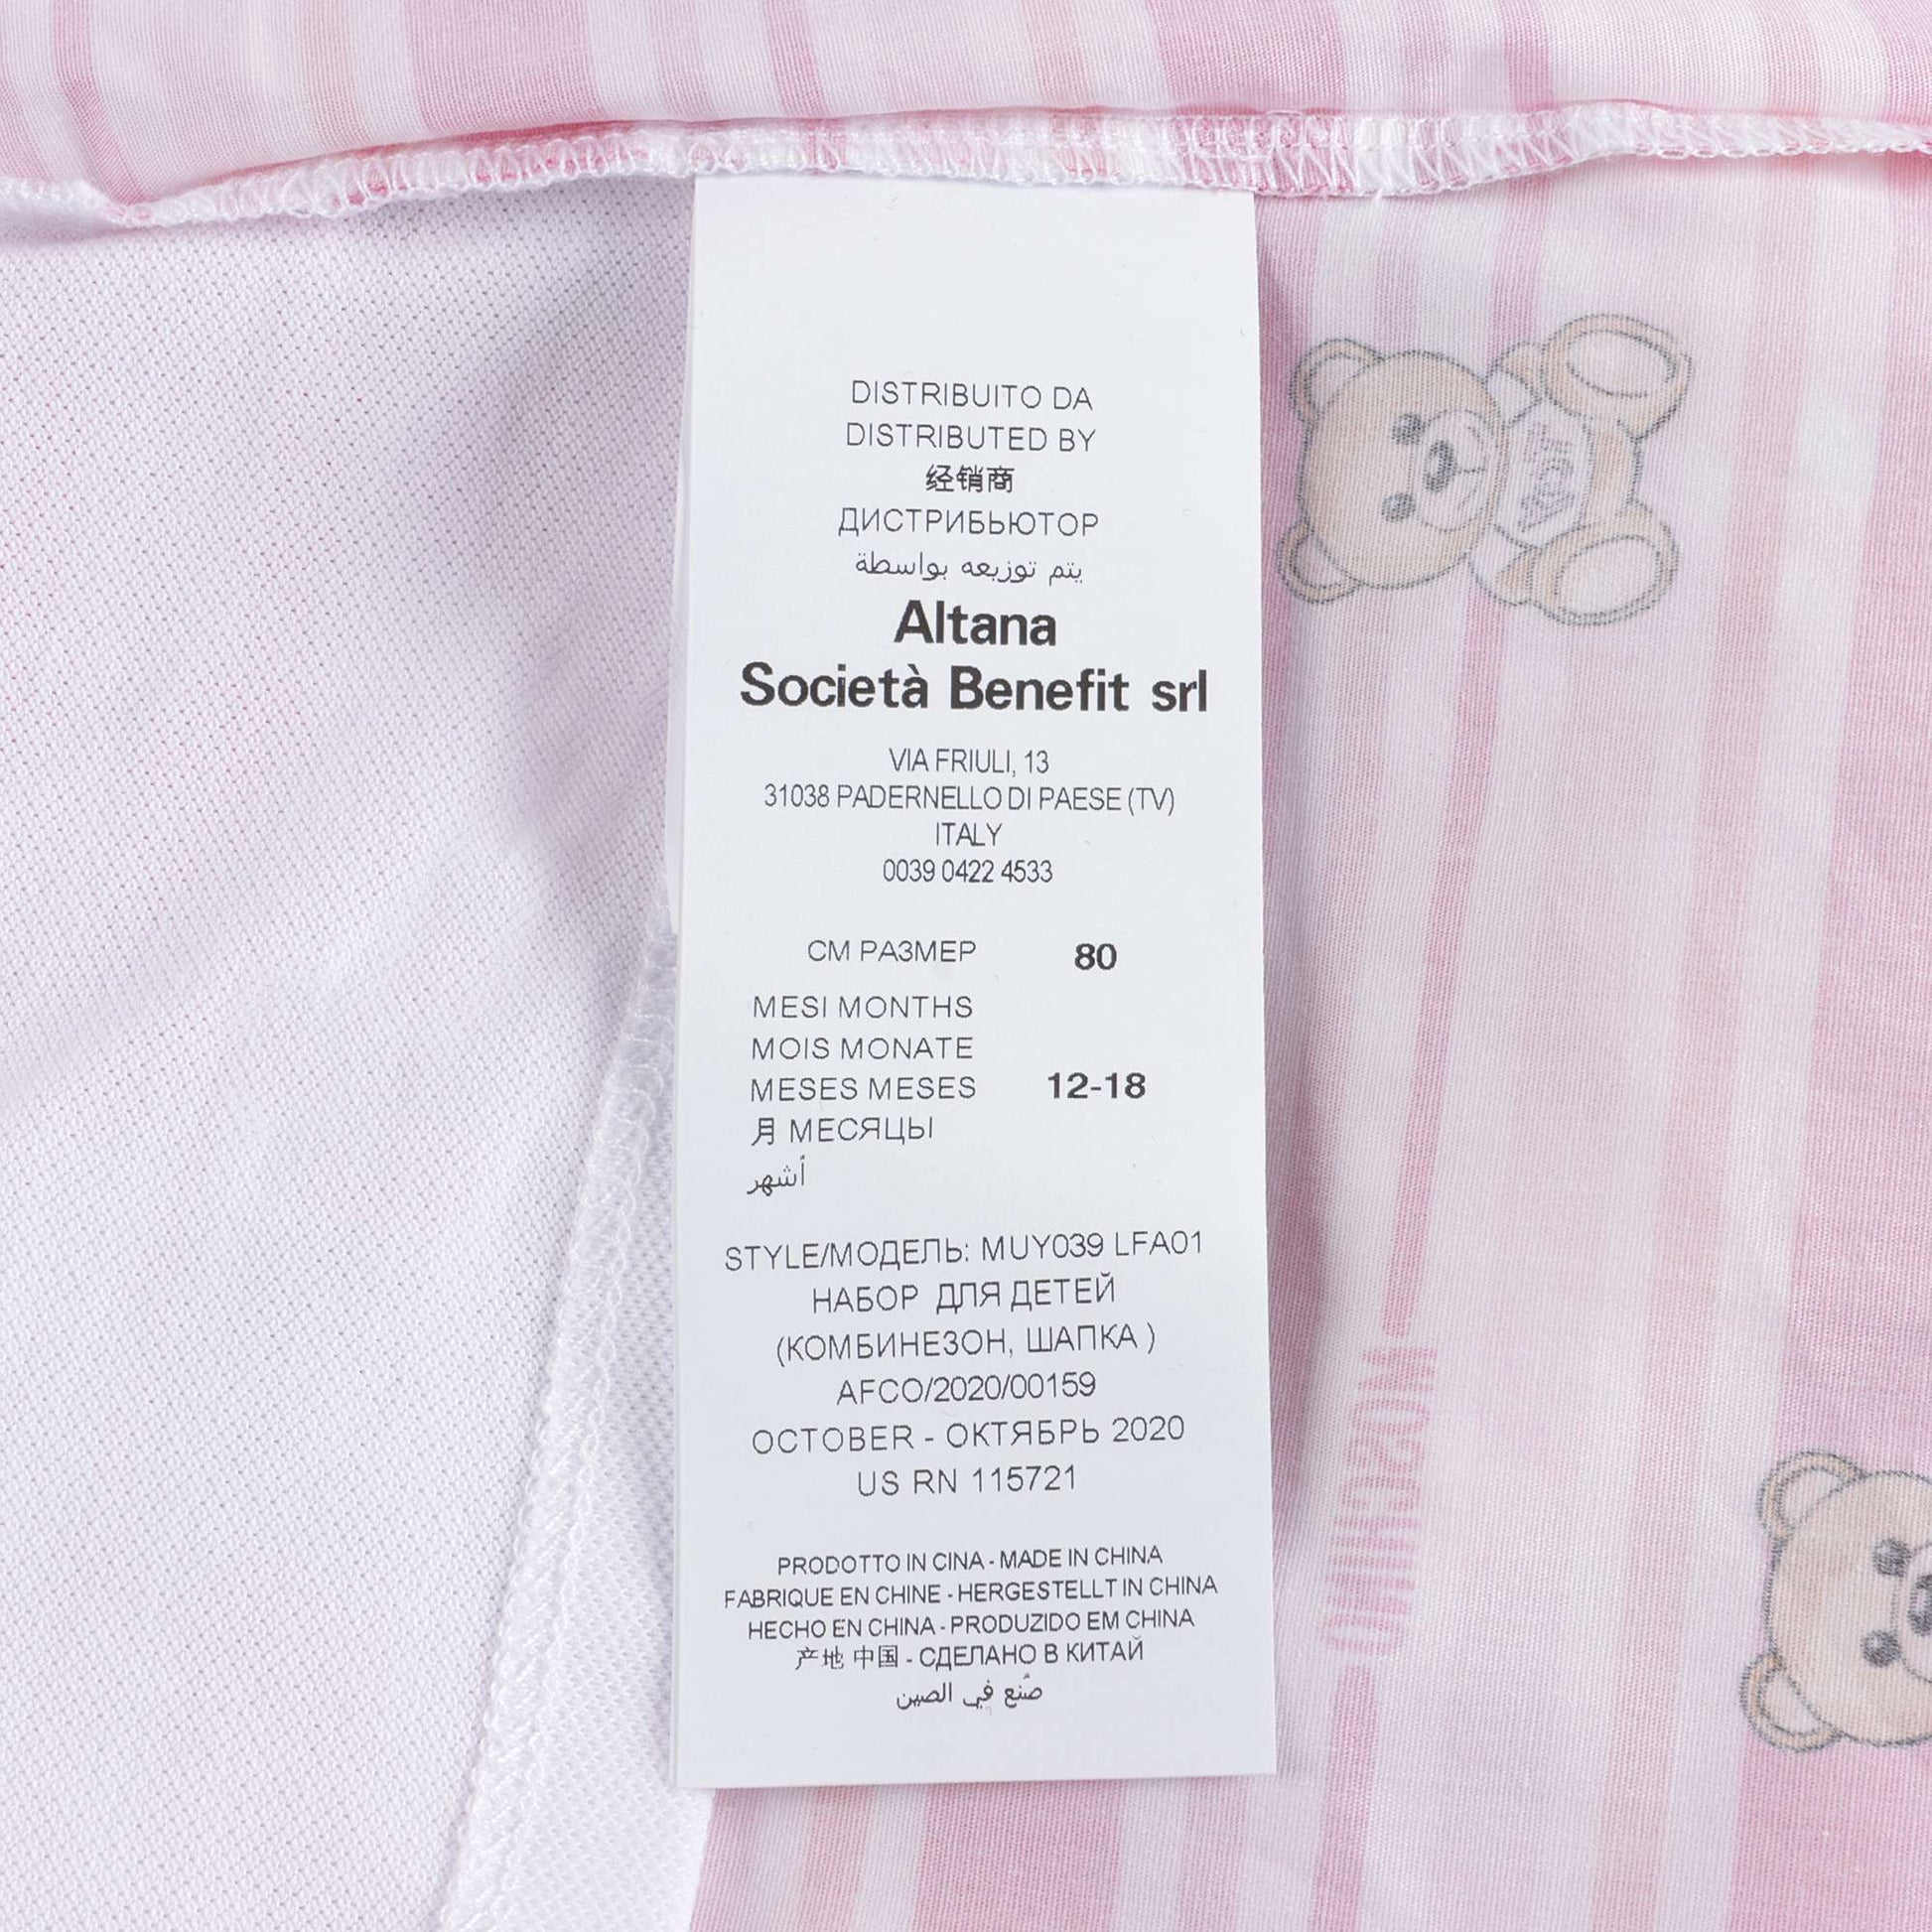 DISTRIBUITO DA
DISTRIBUTED BY
经销商
ДИСТРИБЬЮТОР
يتم توزيعه بواسطة
Altana
Società Benefit srl
VIA FRIULI, 13
31038 PADERNELLO DI PAESE (TV)
ITALY
0039 0422 4533
СМ РАЗМЕР 80
MESI MONTHS
MOIS MONATE
MESES MESES 12-18
月 МЕСЯЦЫ
أشهر
STYLE/МОДЕЛЬ: MUY039 LFA01
НАБОР ДЛЯ ДЕТЕЙ
(КОМБИНЕЗОН, ШАПКА )
AFCO/2020/00159
OCTOBER - ОКТЯБРЬ 2020
US RN 115721
PRODOTTO IN CINA - MADE IN CHINA
FABRIQUE EN CHINE - HERGESTELLT IN CHINA
HECHO EN CHINA - PRODUZIDO EM CHINA
产地 中国 - СДЕЛАНО В КИТАЙ
صُنع في الصين
MOSCHINO